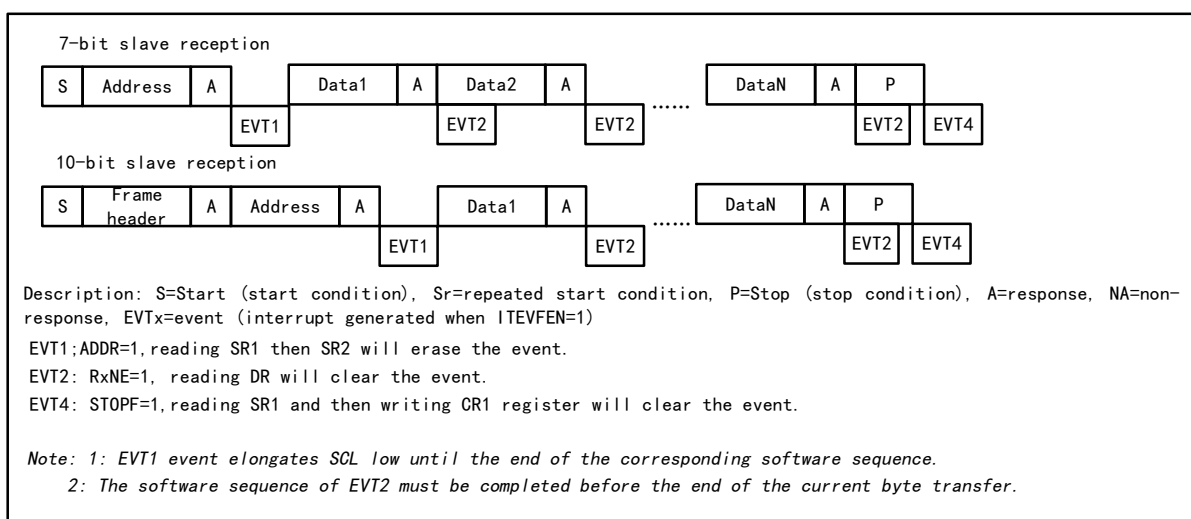 7-bit slave reception
S Address A Data1 A Data2 A DataN A P
EVT1 EVT2 EVT2 ...... EVT2 EVT4
10-bit slave reception
S Frame header A Address A Data1 A DataN A P
EVT1 EVT2 ...... EVT2 EVT4
Description: S=Start (start condition), Sr=repeated start condition, P=Stop (stop condition), A=response, NA=non-
response, EVTx=event (interrupt generated when ITEVFEN=1)
EVT1;ADDR=1,reading SR1 then SR2 will erase the event.
EVT2: RxNE=1, reading DR will clear the event.
EVT4: STOPF=1,reading SR1 and then writing CR1 register will clear the event.
Note: 1: EVT1 event elongates SCL low until the end of the corresponding software sequence.
2: The software sequence of EVT2 must be completed before the end of the current byte transfer.